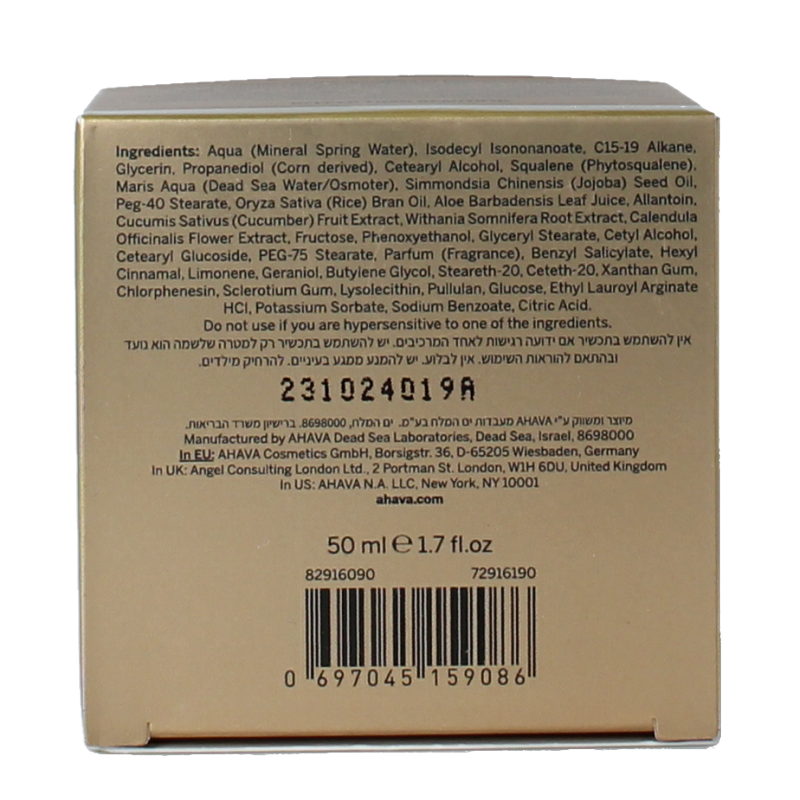 Ingredients: Aqua (Mineral Spring Water), Isodecyl Isononanoate, C15-19 Alkane,
Glycerin, Propanediol (Corn derived), Cetearyl Alcohol, Squalene (Phytosqualene),
Maris Aqua (Dead Sea Water/Osmoter), Simmondsia Chinensis (Jojoba) Seed Oil,
Peg-40 Stearate, Oryza Sativa (Rice) Bran Oil, Aloe Barbadensis Leaf Juice, Allantoin,
Cucumis Sativus (Cucumber) Fruit Extract, Withania Somnifera Root Extract, Calendula
Officinalis Flower Extract, Fructose, Phenoxyethanol, Glyceryl Stearate, Cetyl Alcohol,
Cetearyl Glucoside, PEG-75 Stearate, Parfum (Fragrance), Benzyl Salicylate, Hexyl
Cinnamal, Limonene, Geraniol, Butylene Glycol, Steareth-20, Ceteth-20, Xanthan Gum,
Chlorphenesin, Sclerotium Gum, Lysolecithin, Pullulan, Glucose, Ethyl Lauroyl Arginate
HCl, Potassium Sorbate, Sodium Benzoate, Citric Acid.
Do not use if you are hypersensitive to one of the ingredients.
אין להשתמש בתכשיר אם ידועה רגישות לאחד המרכיבים. יש להשתמש בתכשיר רק למטרה שלשמה הוא נועד
ובהתאם להוראות השימוש. אין לבלוע. יש להמנע ממגע בעיניים. להרחיק מילדים.
231024019A
מיוצר ומשווק ע"י AHAVA מעבדות ים המלח בע"מ. ים המלח, 8698000. ברישיון משרד הבריאות.
Manufactured by AHAVA Dead Sea Laboratories, Dead Sea, Israel, 8698000
In EU: AHAVA Cosmetics GmbH, Borsigstr. 36, D-65205 Wiesbaden, Germany
In UK: Angel Consulting London Ltd., 2 Portman St. London, W1H 6DU, United Kingdom
In US: AHAVA N.A. LLC, New York, NY 10001
ahava.com
50 ml ℮ 1.7 fl.oz
82916090 72916190
0 697045 159086